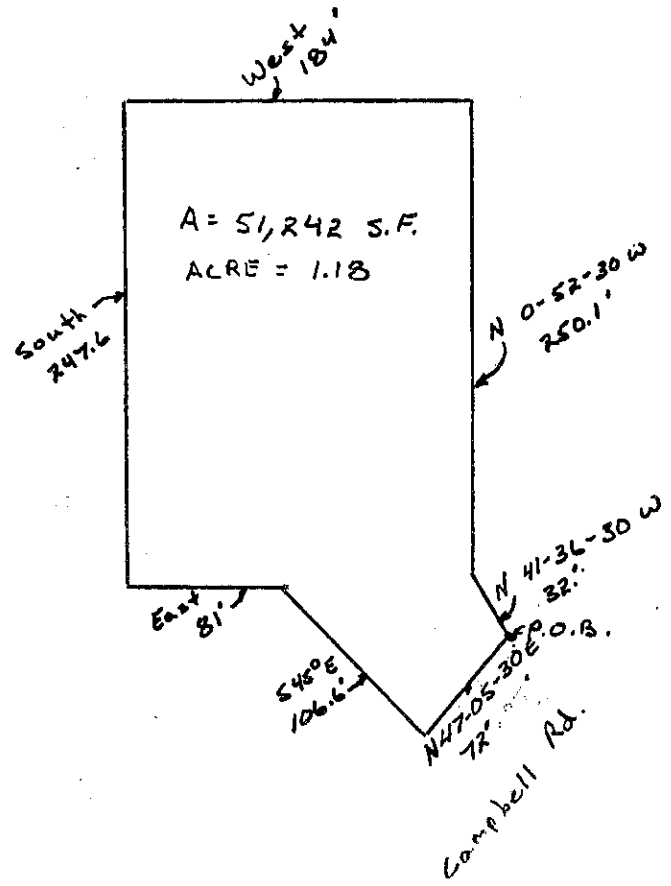 West
184'
A = 51,242 S.F.
ACRE = 1.18
South
247.6
N 0-52-30 W
250.1'
N 41-36-30 W
32.'
P.O.B.
East
81'
S45°E
106.6'
N47-05-30E
72'
Campbell Rd.